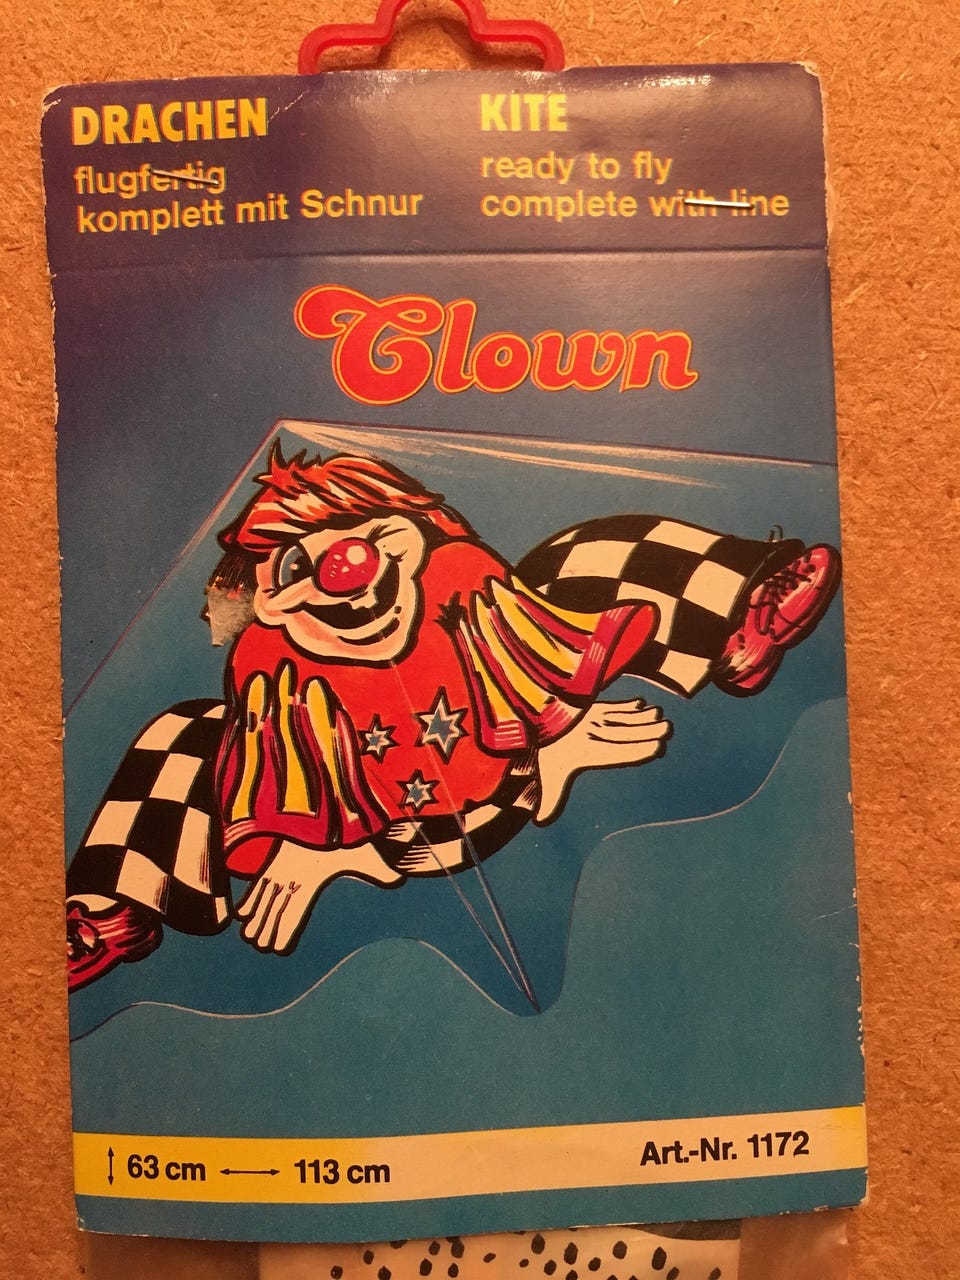 DRACHEN
flugfertig
komplett mit Schnur
KITE
ready to fly
complete with line
Clown
63 cm 113 cm
Art.-Nr. 1172